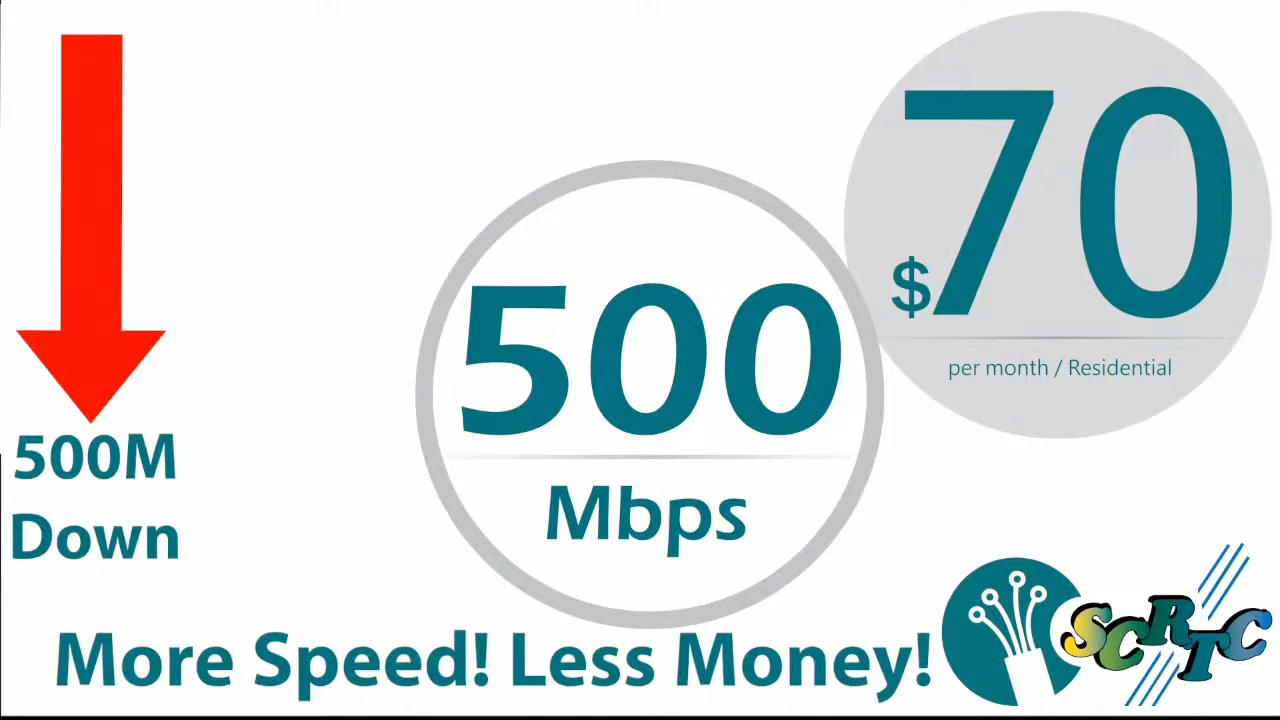 $70
per month / Residential
500
Mbps
500M
Down
More Speed! Less Money!
SCRTC